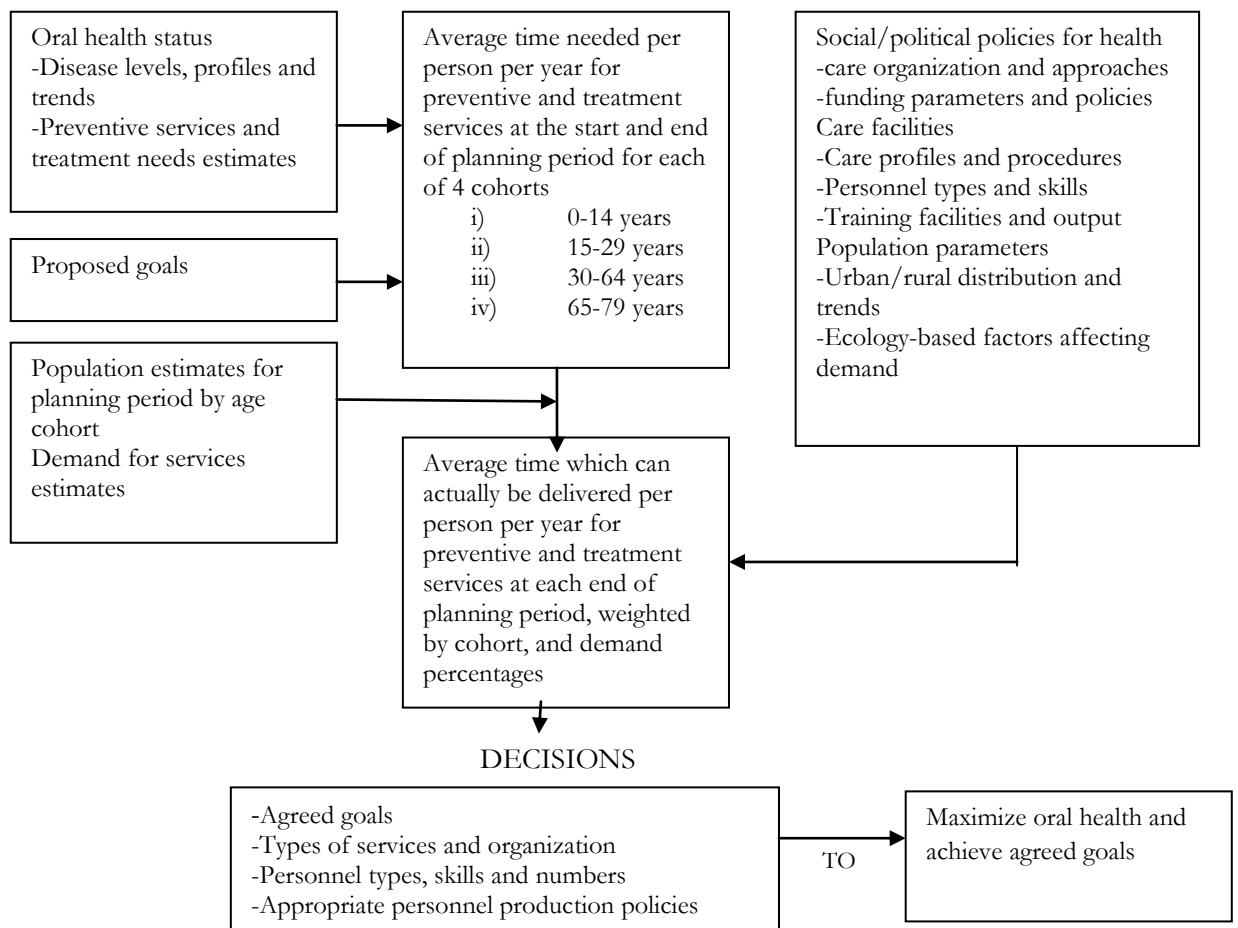 Oral health status
-Disease levels, profiles and
trends
-Preventive services and
treatment needs estimates
Proposed goals
Population estimates for
planning period by age
cohort
Demand for services
estimates
Average time needed per
person per year for
preventive and treatment
services at the start and end
of planning period for each
of 4 cohorts
i) 0-14 years
ii) 15-29 years
iii) 30-64 years
iv) 65-79 years
Average time which can
actually be delivered per
person per year for
preventive and treatment
services at each end of
planning period, weighted
by cohort, and demand
percentages
Social/political policies for health
-care organization and approaches
-funding parameters and policies
Care facilities
-Care profiles and procedures
-Personnel types and skills
-Training facilities and output
Population parameters
-Urban/rural distribution and
trends
-Ecology-based factors affecting
demand
DECISIONS
-Agreed goals
-Types of services and organization
-Personnel types, skills and numbers
-Appropriate personnel production policies
TO
Maximize oral health and
achieve agreed goals